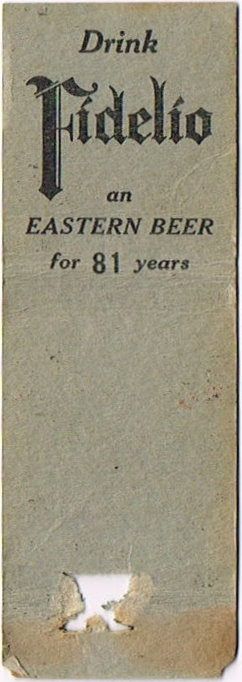 Drink
Fidelio
an
EASTERN BEER
for 81 years